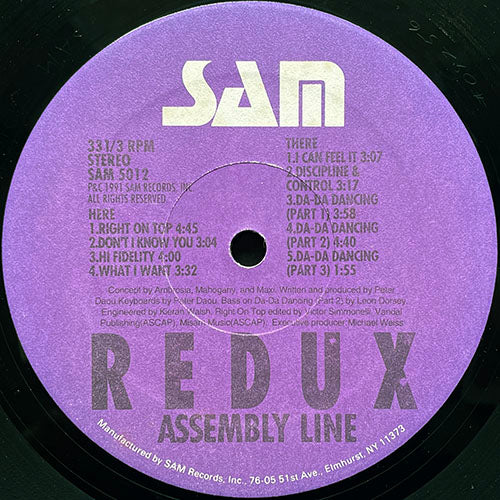 SAM
33 1/3 RPM
STEREO
SAM 5012
P&C 1991 SAM RECORDS, INC.
ALL RIGHTS RESERVED.
HERE
1.RIGHT ON TOP 4:45
2.DON'T I KNOW YOU 3:04
3.HI FIDELITY 4:00
4.WHAT I WANT 3:32
THERE
1.I CAN FEEL IT 3:07
2.DISCIPLINE &
CONTROL 3:17
3.DA-DA DANCING
(PART 1) 3:58
4.DA-DA DANCING
(PART 2) 4:40
5.DA-DA DANCING
(PART 3) 1:55
Concept by Ambrosia, Mahogany, and Maxi. Written and produced by Peter
Daou Keyboards by Peter Daou, Bass on Da-Da Dancing (Part 2) by Leon Dorsey
Engineered by Kieran Walsh, Right On Top edited by Victor Simmonelli, Vandal
Publishing(ASCAP), Misam Music(ASCAP). Executive producer: Michael Weiss
REDUX
ASSEMBLY LINE
Manufactured by SAM Records, Inc., 76-05 51st Ave., Elmhurst, NY 11373